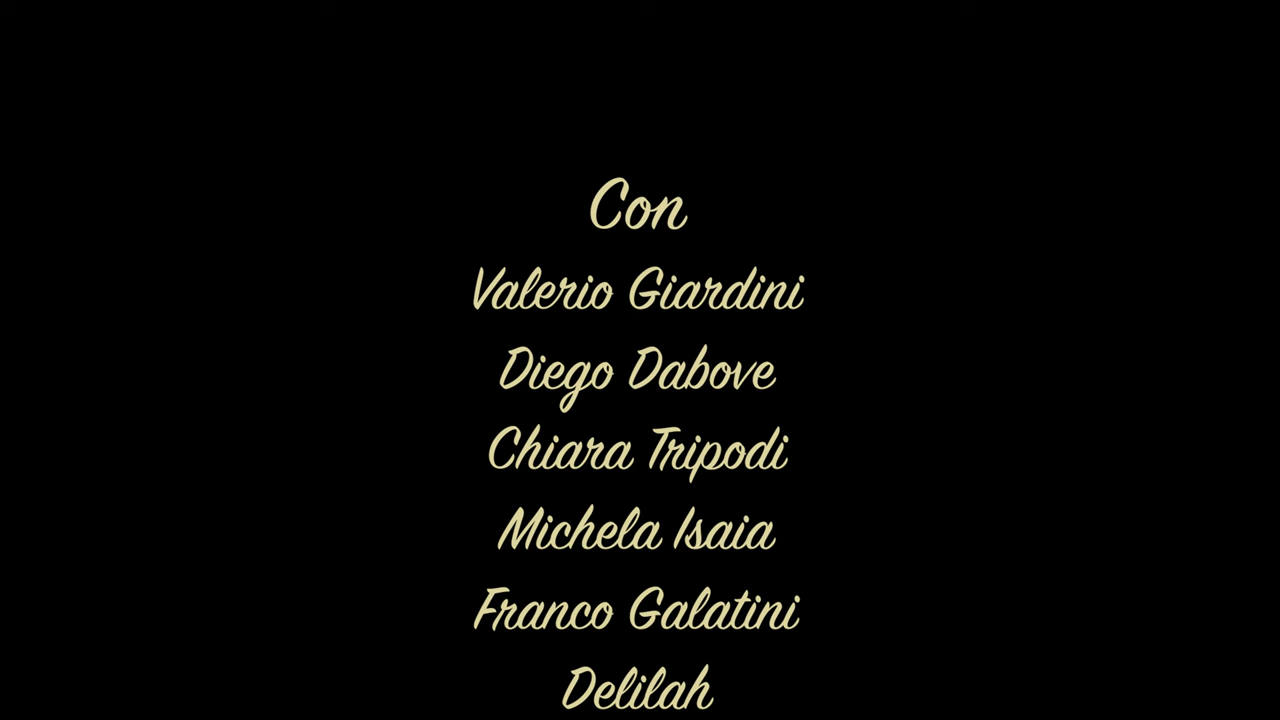 Con
Valerio Giardini
Diego Dabove
Chiara Tripodi
Michela Isaia
Franco Galatini
Delilah